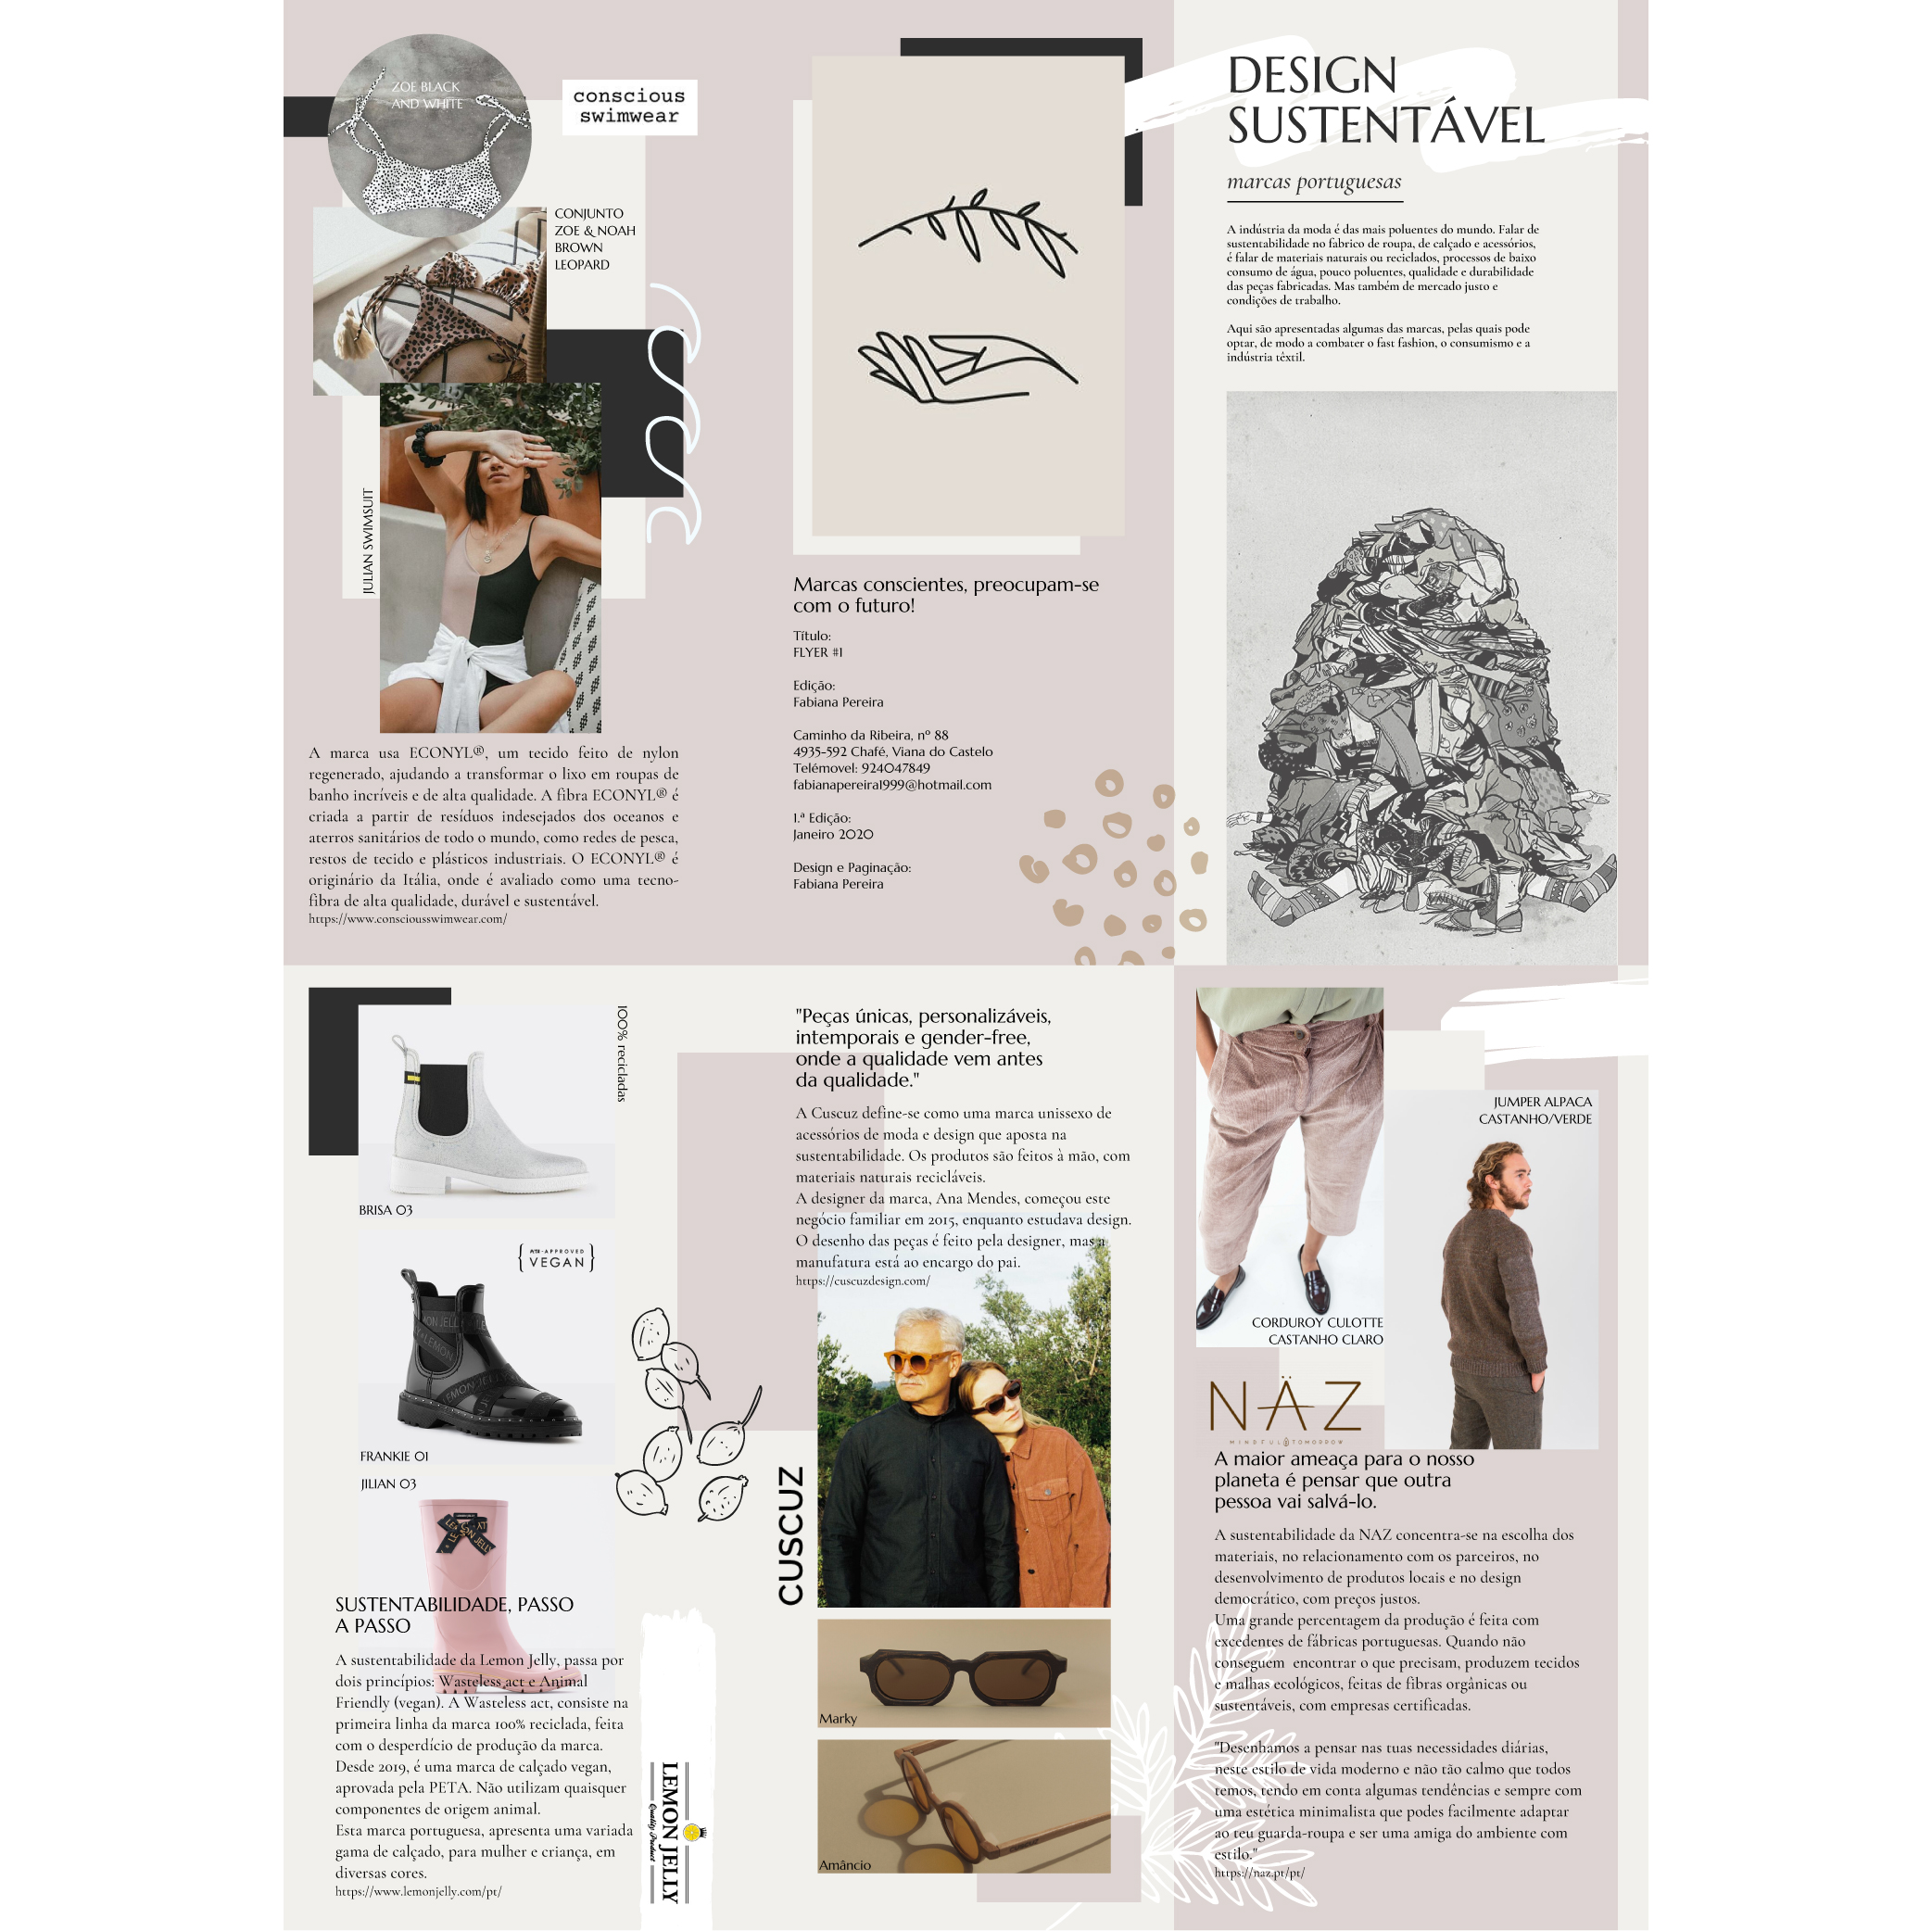 ZOE BLACK
AND WHITE
conscious
swimwear
CONJUNTO
ZOE & NOAH
BROWN
LEOPARD
JULIAN SWIMSUIT
A marca usa ECONYL®, um tecido feito de nylon
regenerado, ajudando a transformar o lixo em roupas de
banho incríveis e de alta qualidade. A fibra ECONYL® é
criada a partir de resíduos indesejados dos oceanos e
aterros sanitários de todo o mundo, como redes de pesca,
restos de tecido e plásticos industriais. O ECONYL® é
originário da Itália, onde é avaliado como uma tecno-
fibra de alta qualidade, durável e sustentável.
https://www.consciousswimwear.com/
Marcas conscientes, preocupam-se
com o futuro!
Título:
FLYER #1
Edição:
Fabiana Pereira
Caminho da Ribeira, nº 88
4935-592 Chafé, Viana do Castelo
Telémovel: 924047849
fabianapereira1999@hotmail.com
1.ª Edição:
Janeiro 2020
Design e Paginação:
Fabiana Pereira
DESIGN
SUSTENTÁVEL
marcas portuguesas
A indústria da moda é das mais poluentes do mundo. Falar de
sustentabilidade no fabrico de roupa, de calçado e acessórios,
é falar de materiais naturais ou reciclados, processos de baixo
consumo de água, pouco poluentes, qualidade e durabilidade
das peças fabricadas. Mas também de mercado justo e
condições de trabalho.
Aqui são apresentadas algumas das marcas, pelas quais pode
optar, de modo a combater o fast fashion, o consumismo e a
indústria têxtil.
100% recicladas
BRISA 03
PETA-APPROVED
VEGAN
FRANKIE 01
JILIAN 03
SUSTENTABILIDADE, PASSO
A PASSO
A sustentabilidade da Lemon Jelly, passa por
dois princípios: Wasteless act e Animal
Friendly (vegan). A Wasteless act, consiste na
primeira linha da marca 100% reciclada, feita
com o desperdício de produção da marca.
Desde 2019, é uma marca de calçado vegan,
aprovada pela PETA. Não utilizam quaisquer
componentes de origem animal.
Esta marca portuguesa, apresenta uma variada
gama de calçado, para mulher e criança, em
diversas cores.
https://www.lemonjelly.com/pt/
LEMON JELLY
Quality Product
"Peças únicas, personalizáveis,
intemporais e gender-free,
onde a qualidade vem antes
da qualidade."
A Cuscuz define-se como uma marca unissexo de
acessórios de moda e design que aposta na
sustentabilidade. Os produtos são feitos à mão, com
materiais naturais recicláveis.
A designer da marca, Ana Mendes, começou este
negócio familiar em 2015, enquanto estudava design.
O desenho das peças é feito pela designer, mas a
manufatura está ao encargo do pai.
https://cuscuzdesign.com/
CUSCUZ
Marky
Amâncio
JUMPER ALPACA
CASTANHO/VERDE
CORDUROY CULOTTE
CASTANHO CLARO
NÄZ
MINDFUL TOMORROW
A maior ameaça para o nosso
planeta é pensar que outra
pessoa vai salvá-lo.
A sustentabilidade da NAZ concentra-se na escolha dos
materiais, no relacionamento com os parceiros, no
desenvolvimento de produtos locais e no design
democrático, com preços justos.
Uma grande percentagem da produção é feita com
excedentes de fábricas portuguesas. Quando não
conseguem encontrar o que precisam, produzem tecidos
e malhas ecológicos, feitas de fibras orgânicas ou
sustentáveis, com empresas certificadas.
"Desenhamos a pensar nas tuas necessidades diárias,
neste estilo de vida moderno e não tão calmo que todos
temos, tendo em conta algumas tendências e sempre com
uma estética minimalista que podes facilmente adaptar
ao teu guarda-roupa e ser uma amiga do ambiente com
estilo."
https://naz.pt/pt/